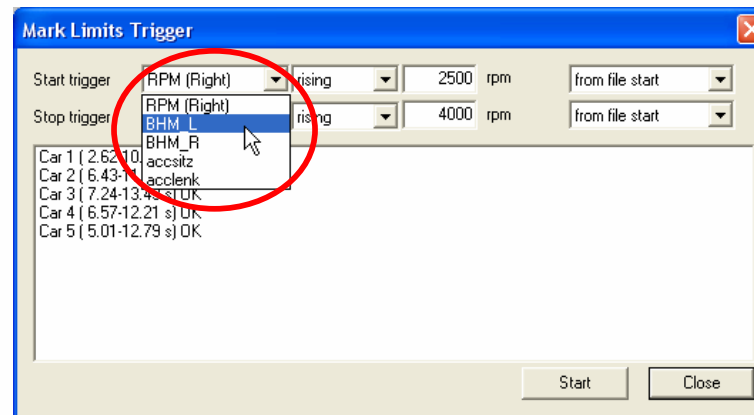 Mark Limits Trigger
Start trigger RPM (Right) rising 2500 rpm from file start
Stop trigger RPM (Right) rising 4000 rpm from file start
BHM_L
BHM_R
accsitz
acclenk
Car 1 ( 2.62-10.
Car 2 ( 6.43-11
Car 3 ( 7.24-13.43 s) OK
Car 4 ( 6.57-12.21 s) OK
Car 5 ( 5.01-12.79 s) OK
Start Close